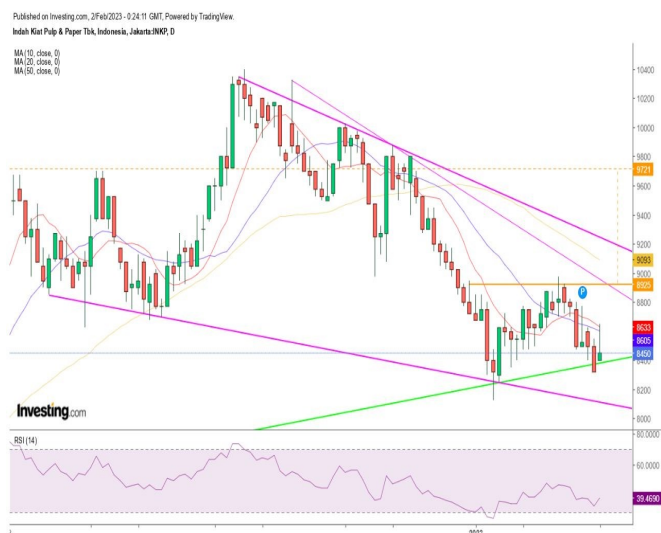 Published on Investing.com, 2/Feb/2023 - 0:24:11 GMT, Powered by TradingView.
Indah Kiat Pulp & Paper Tbk, Indonesia, Jakarta:INKP, D
MA (10, close, 0)
MA (20, close, 0)
MA (50, close, 0)
10400
10200
10000
9800
9721
9600
9400
9200
9093
9000
8925
8800
P
8633
8605
8450
8400
8200
8000
Investing.com
RSI (14)
80.0000
60.0000
39.4690
2023